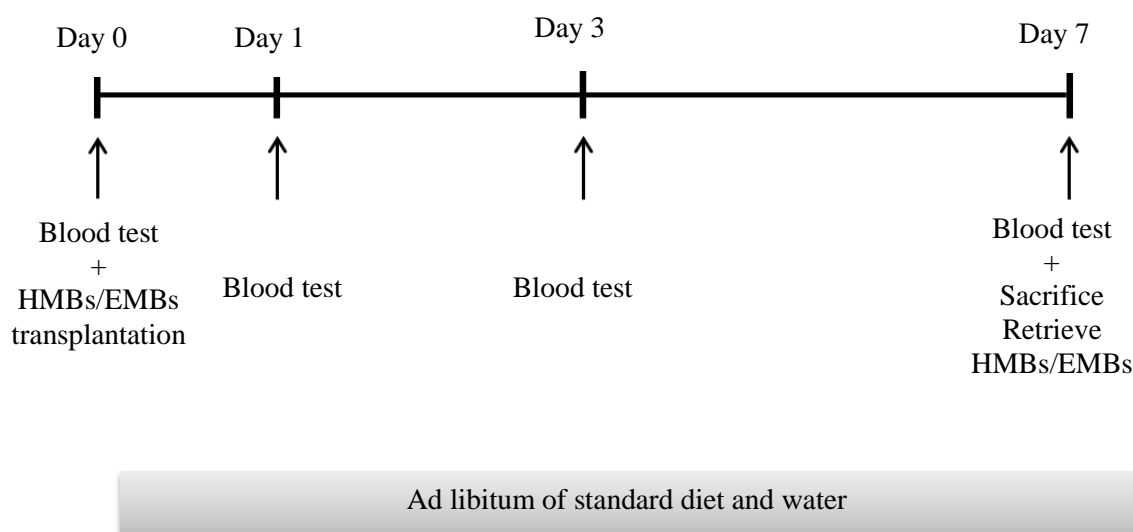 Day 0
Day 1
Day 3
Day 7
Blood test
+
HMBs/EMBs
transplantation
Blood test
Blood test
Blood test
+
Sacrifice
Retrieve
HMBs/EMBs
Ad libitum of standard diet and water